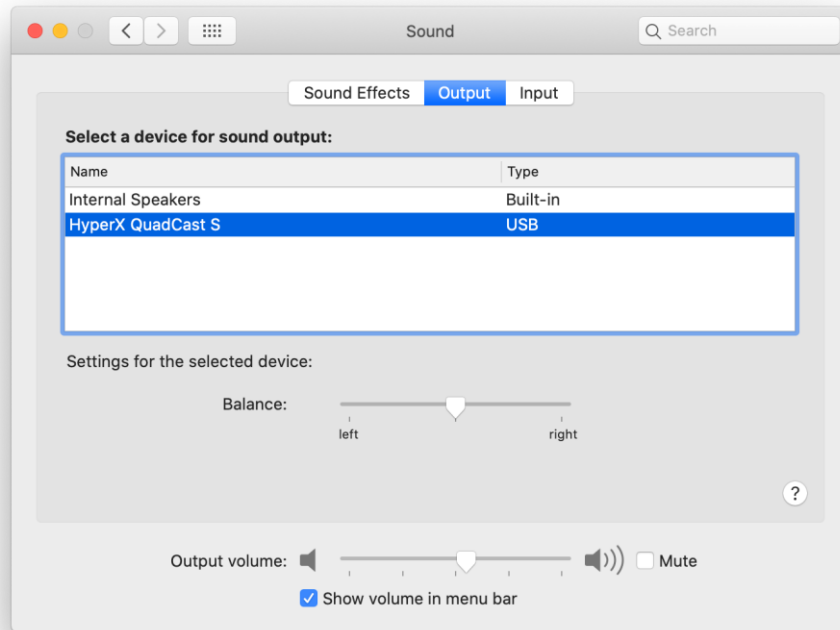 Sound
Search
Sound Effects Output Input
Select a device for sound output:
Name Type
Internal Speakers Built-in
HyperX QuadCast S USB
Settings for the selected device:
Balance:
left right
?
Output volume: Mute
Show volume in menu bar